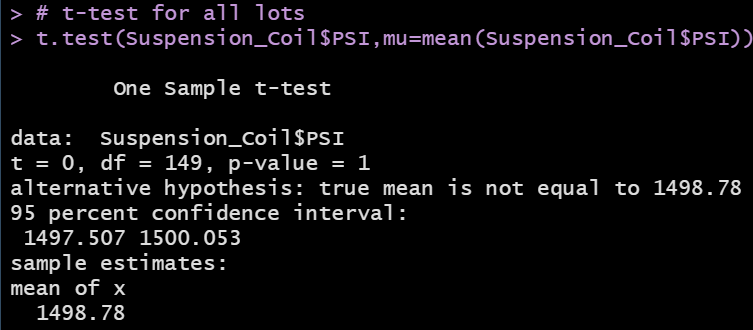 > # t-test for all lots
> t.test(Suspension_Coil$PSI,mu=mean(Suspension_Coil$PSI))
One Sample t-test
data:  Suspension_Coil$PSI
t = 0, df = 149, p-value = 1
alternative hypothesis: true mean is not equal to 1498.78
95 percent confidence interval:
 1497.507 1500.053
sample estimates:
mean of x
  1498.78